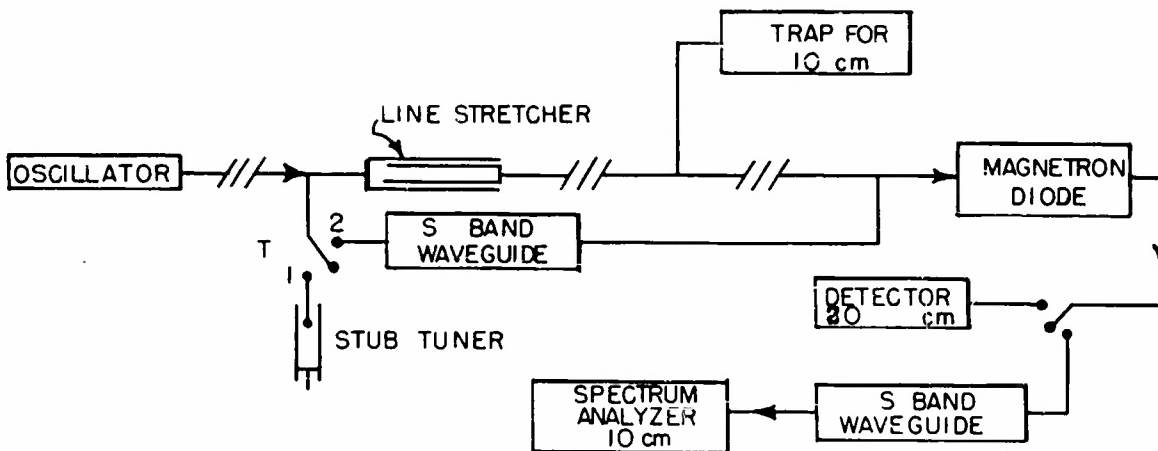 TRAP FOR
10 cm
LINE STRETCHER
OSCILLATOR
MAGNETRON
DIODE
2
S BAND
WAVEGUIDE
T
1
DETECTOR
20 cm
STUB TUNER
SPECTRUM
ANALYZER
10 cm
S BAND
WAVEGUIDE